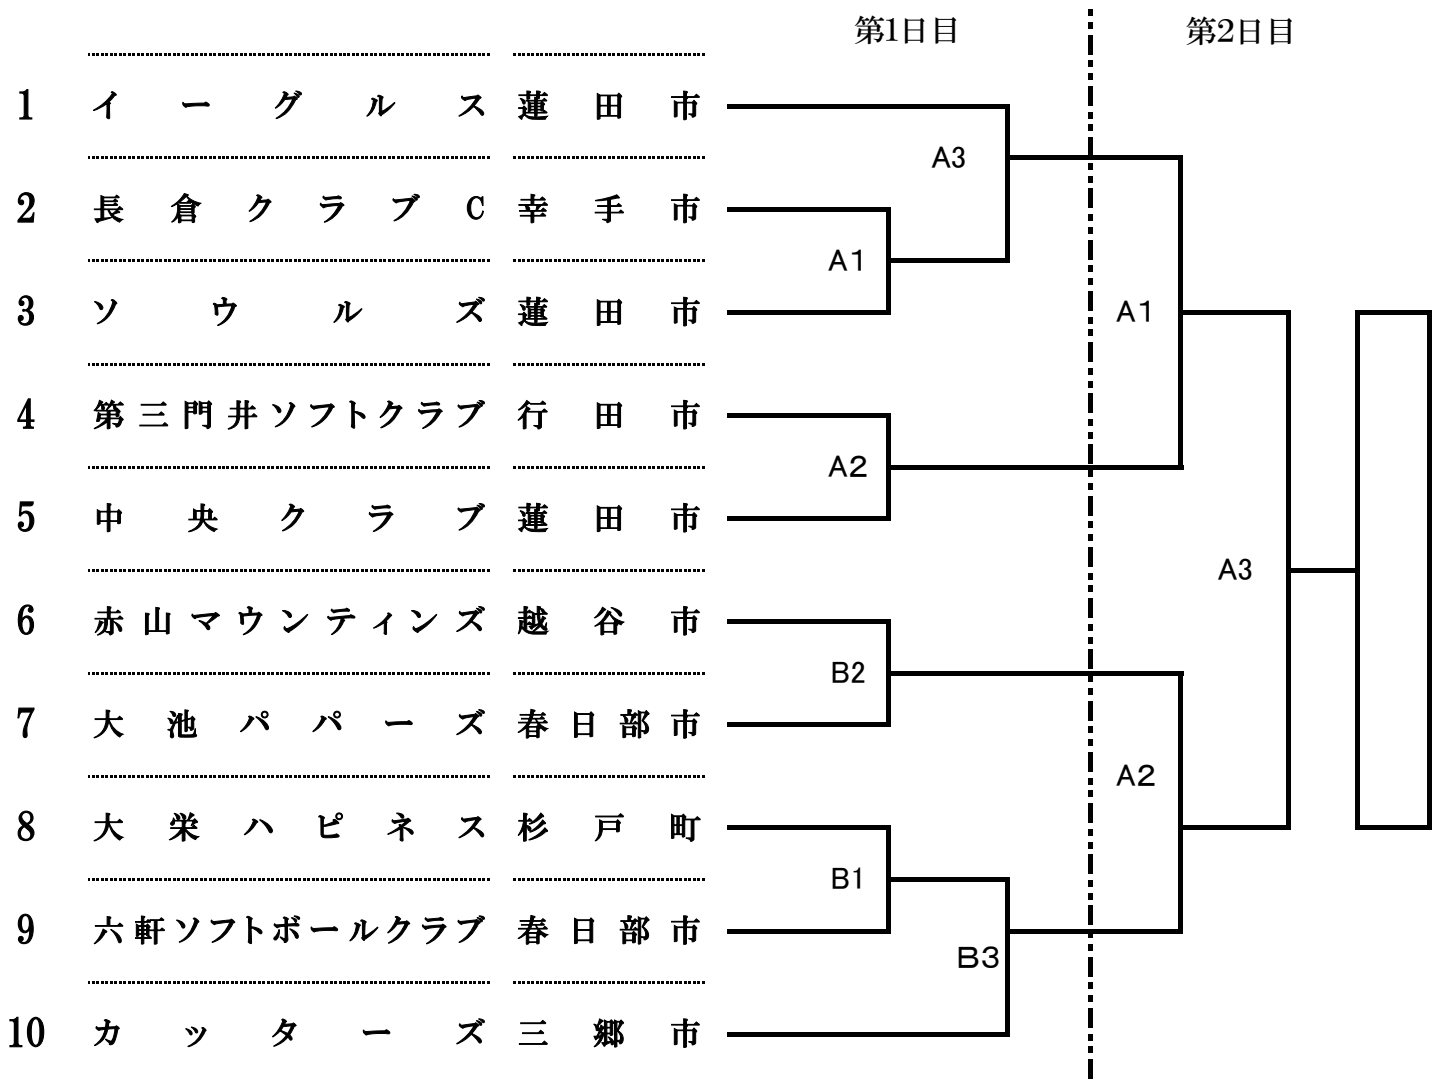 第1日目 第2日目
1 イーグルス 蓮田市
A3
2 長倉クラブC 幸手市
A1
3 ソウルズ 蓮田市
A1
4 第三門井ソフトクラブ 行田市
A2
5 中央クラブ 蓮田市
A3
6 赤山マウンティンズ 越谷市
B2
7 大池パパーズ 春日部市
A2
8 大栄ハピネス 杉戸町
B1
9 六軒ソフトボールクラブ 春日部市
B3
10 カッターズ 三郷市